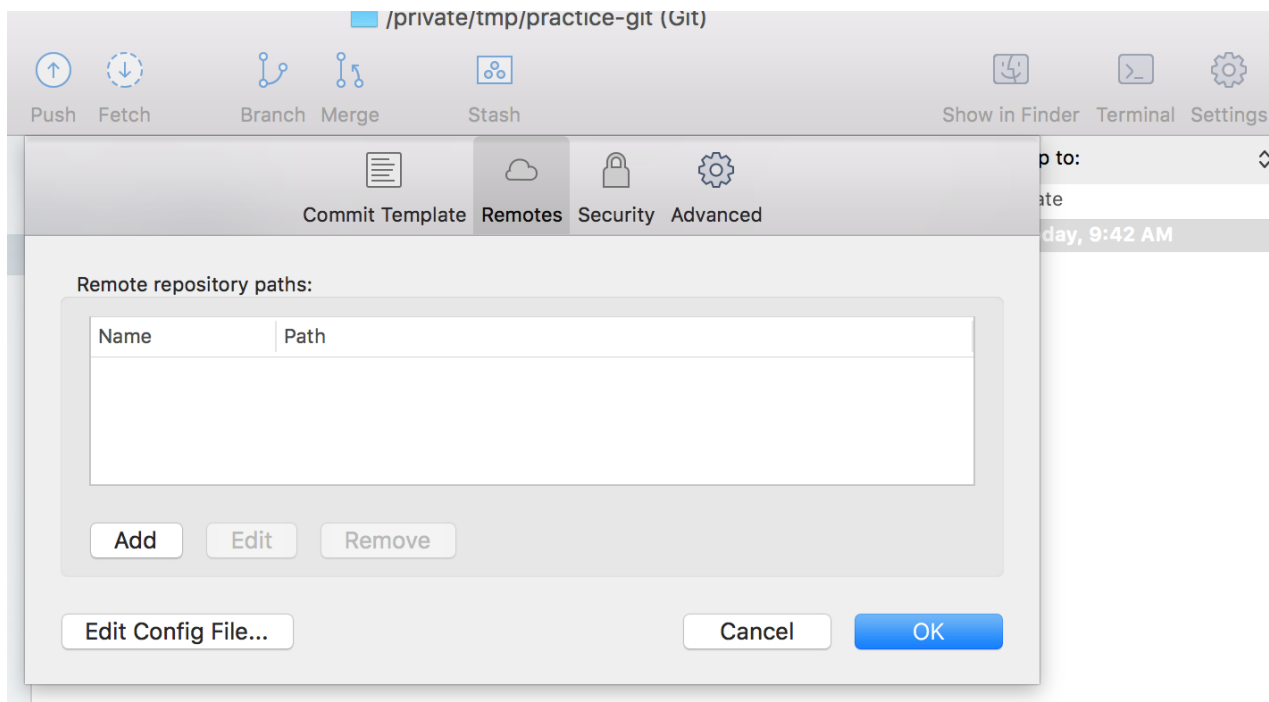 /private/tmp/practice-git (Git)
Push Fetch Branch Merge Stash Show in Finder Terminal Settings
Commit Template Remotes Security Advanced
p to:
ate
day, 9:42 AM
Remote repository paths:
Name Path
Add Edit Remove
Edit Config File... Cancel OK